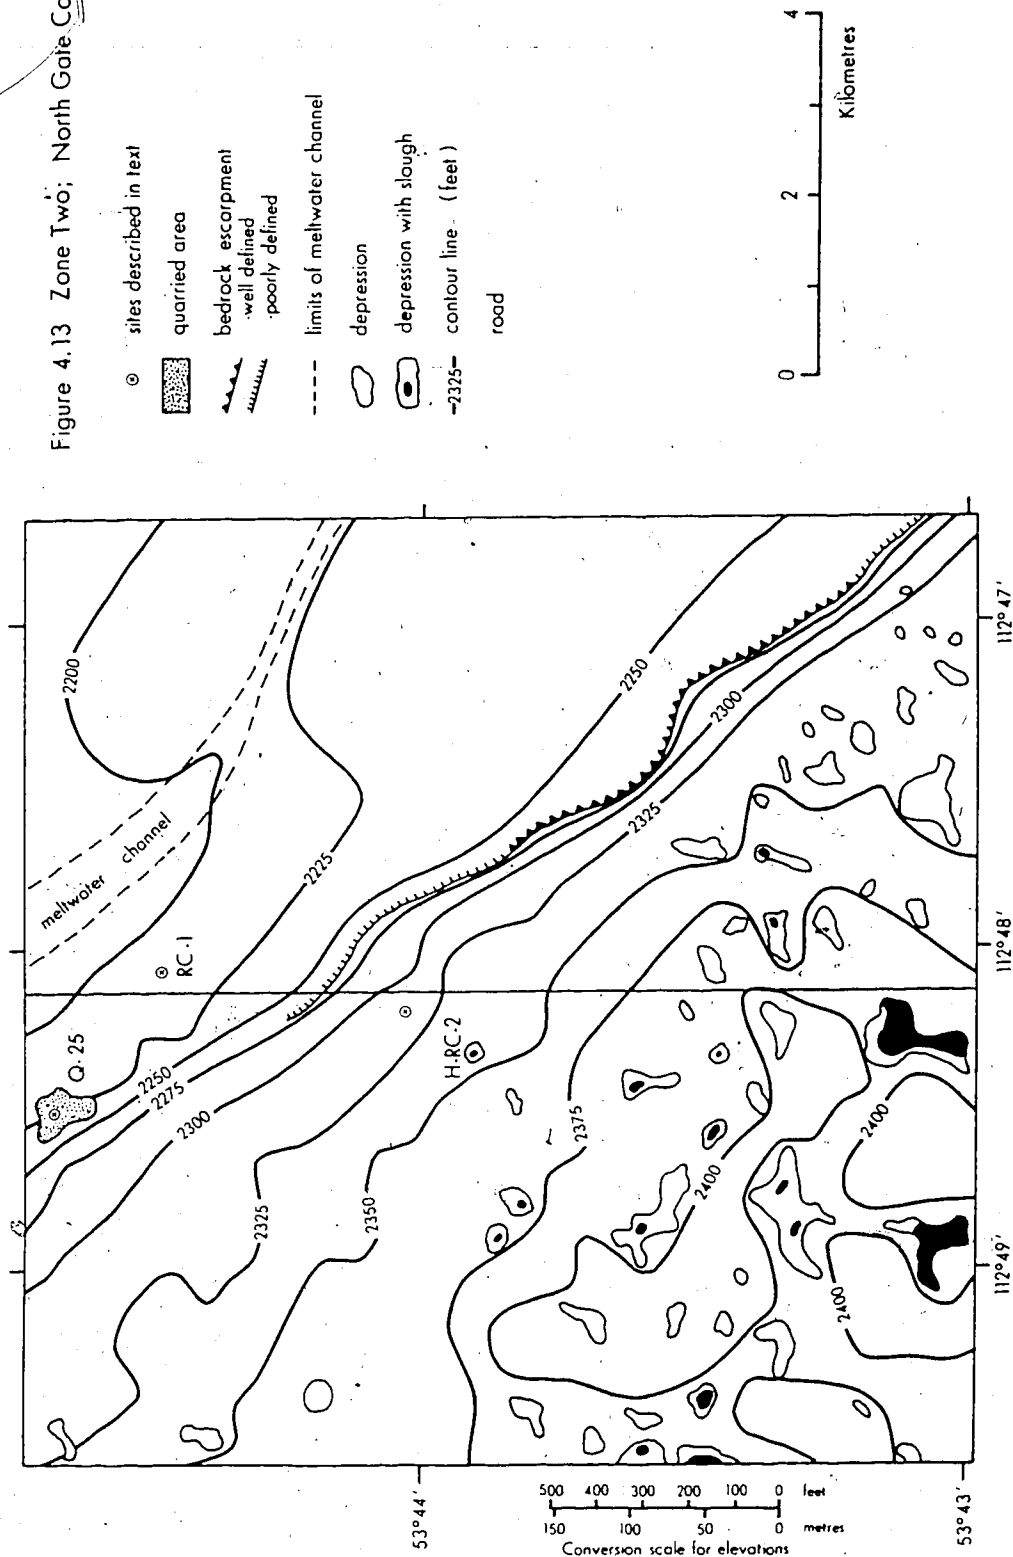 Figure 4.13 Zone Two; North Gate
sites described in text
quarried area
bedrock escarpment
-well defined
-poorly defined
limits of meltwater channel
depression
depression with slough
-2325- contour line - (feet)
road
0 2 4
Kilometres
2200
meltwater channel
2225
RC-1
Q-25
2250
2275
2300
2325
2350
H-RC-2
2250
2300
2325
2375
2400
2400
2400
53°44'
53°43'
112°47'
112°48'
112°49'
500 400 300 200 100 0 feet
150 100 50 0 metres
Conversion scale for elevations